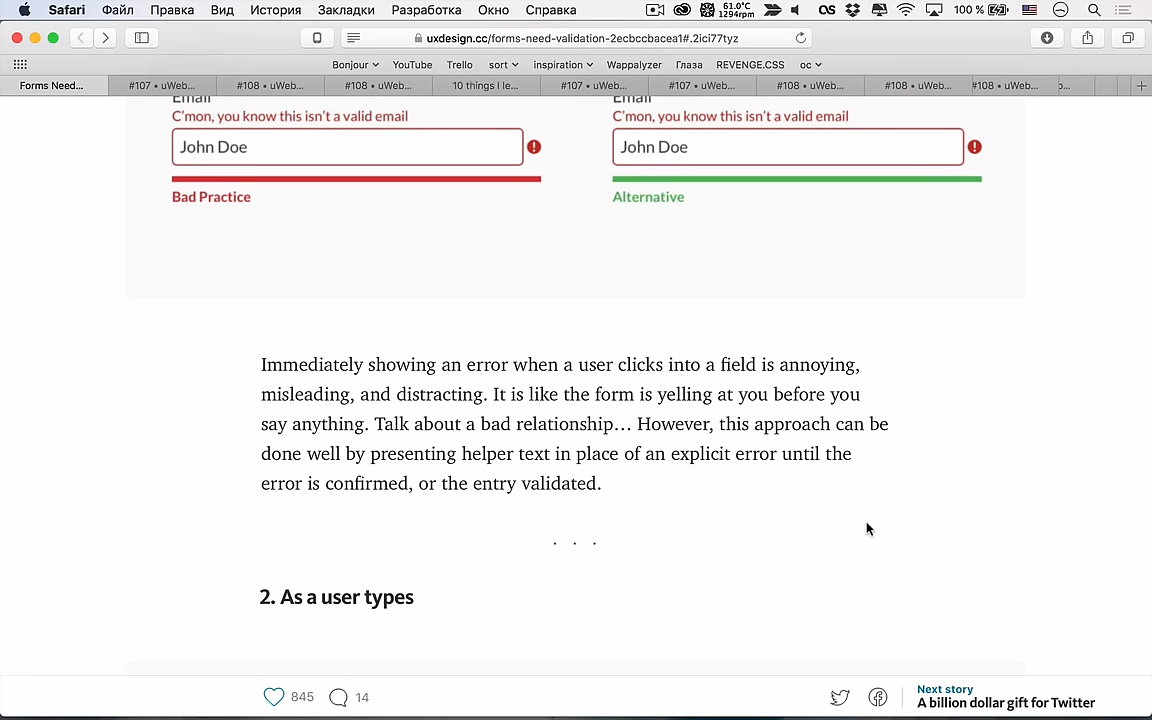 Safari Файл Правка Вид История Закладки Разработка Окно Справка 61.0°C 1294rpm 100 %
uxdesign.cc/forms-need-validation-2ecbccbacea1#.2ici77tyz
Bonjour YouTube Trello sort inspiration Wappalyzer Глаза REVENGE.CSS ос
Forms Need... #107 • uWeb... #108 • uWeb... #108 • uWeb... 10 things I le... #107 • uWeb... #107 • uWeb... #108 • uWeb... #108 • uWeb... #108 • uWeb...
Email Email
C'mon, you know this isn't a valid email C'mon, you know this isn't a valid email
John Doe John Doe
Bad Practice Alternative
Immediately showing an error when a user clicks into a field is annoying,
misleading, and distracting. It is like the form is yelling at you before you
say anything. Talk about a bad relationship… However, this approach can be
done well by presenting helper text in place of an explicit error until the
error is confirmed, or the entry validated.
. . .
2. As a user types
845 14
Next story
A billion dollar gift for Twitter